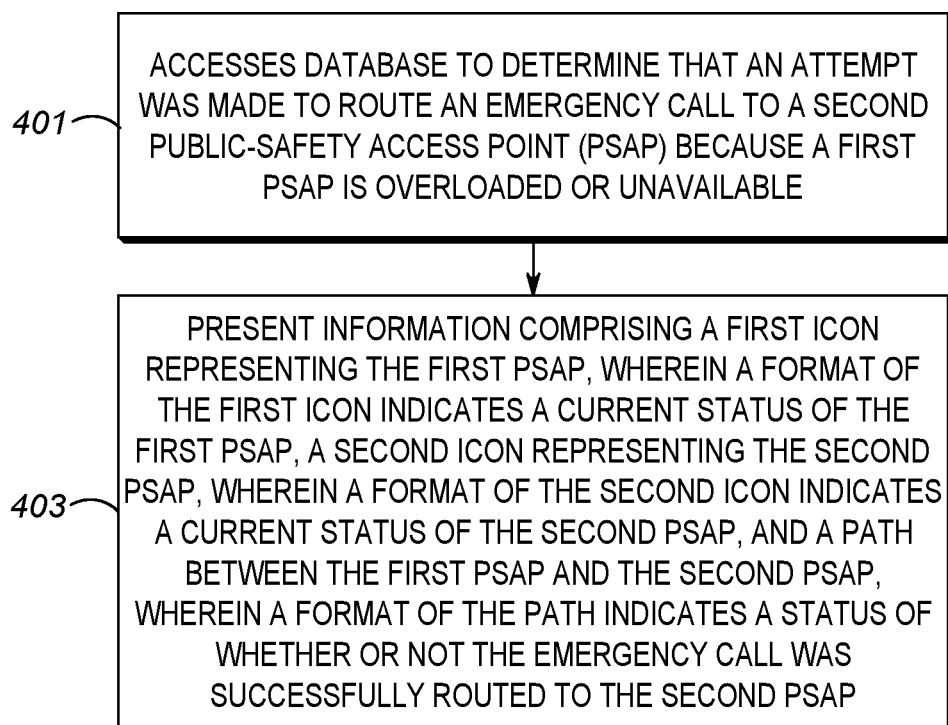 401
ACCESSES DATABASE TO DETERMINE THAT AN ATTEMPT
WAS MADE TO ROUTE AN EMERGENCY CALL TO A SECOND
PUBLIC-SAFETY ACCESS POINT (PSAP) BECAUSE A FIRST
PSAP IS OVERLOADED OR UNAVAILABLE
403
PRESENT INFORMATION COMPRISING A FIRST ICON
REPRESENTING THE FIRST PSAP, WHEREIN A FORMAT OF
THE FIRST ICON INDICATES A CURRENT STATUS OF THE
FIRST PSAP, A SECOND ICON REPRESENTING THE SECOND
PSAP, WHEREIN A FORMAT OF THE SECOND ICON INDICATES
A CURRENT STATUS OF THE SECOND PSAP, AND A PATH
BETWEEN THE FIRST PSAP AND THE SECOND PSAP,
WHEREIN A FORMAT OF THE PATH INDICATES A STATUS OF
WHETHER OR NOT THE EMERGENCY CALL WAS
SUCCESSFULLY ROUTED TO THE SECOND PSAP